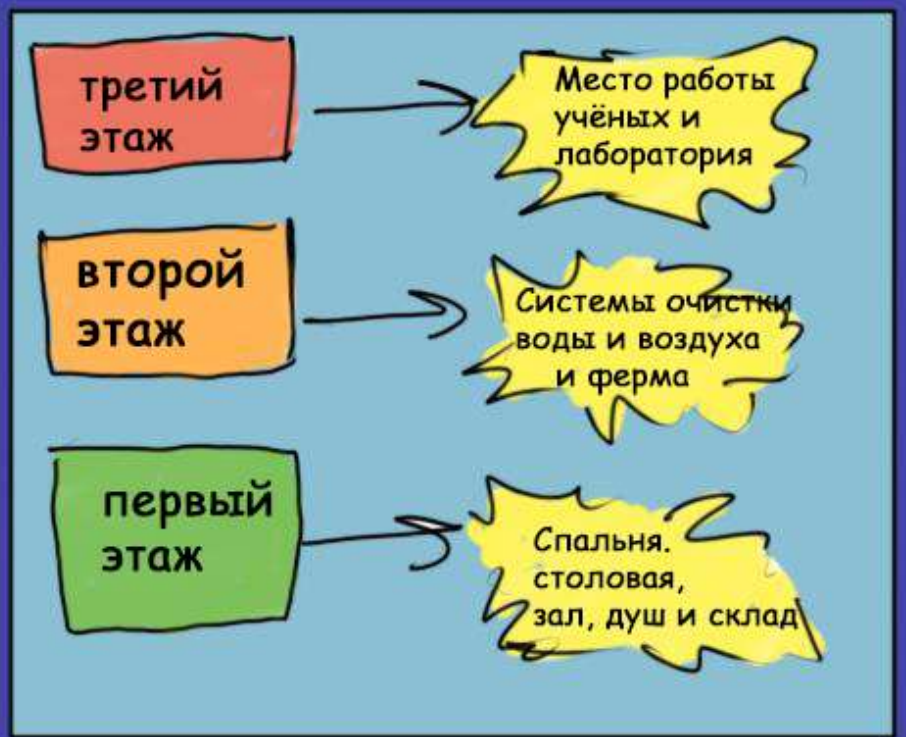 третий
этаж
Место работы
учёных и
лаборатория
второй
этаж
Системы очистки
воды и воздуха
и ферма
первый
этаж
Спальня.
столовая,
зал, душ и склад